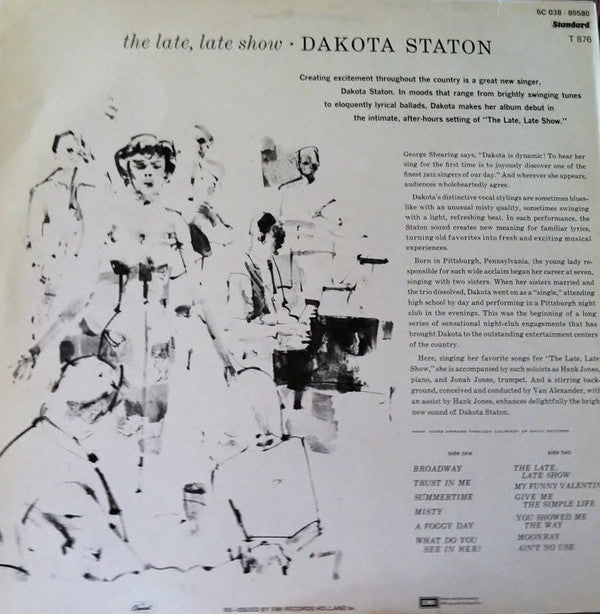 SC 038 - 85580
Standard
T 876
the late, late show · DAKOTA STATON
Creating excitement throughout the country is a great new singer,
Dakota Staton. In moods that range from brightly swinging tunes
to eloquently lyrical ballads, Dakota makes her album debut in
the intimate, after-hours setting of "The Late, Late Show."
George Shearing says, "Dakota is dynamic! To hear her
sing for the first time is to joyously discover one of the
finest jazz singers of our day." And wherever she appears,
audiences wholeheartedly agree.
Dakota's distinctive vocal stylings are sometimes blues-
like with an unusual misty quality, sometimes swinging
with a light, refreshing beat. In each performance, the
Staton sound creates new meaning for familiar lyrics,
turning old favorites into fresh and exciting musical
experiences.
Born in Pittsburgh, Pennsylvania, the young lady re-
sponsible for such wide acclaim began her career at seven,
singing with two sisters. When her sisters married and
the trio dissolved, Dakota went on as a "single," attending
high school by day and performing in a Pittsburgh night
club in the evenings. This was the beginning of a long
series of sensational night-club engagements that has
brought Dakota to the outstanding entertainment centers
of the country.
Here, singing her favorite songs for "The Late, Late
Show," she is accompanied by such soloists as Hank Jones,
piano, and Jonah Jones, trumpet. And a stirring back-
ground, conceived and conducted by Van Alexander, with
an assist by Hank Jones, enhances delightfully the brigh
new sound of Dakota Staton.
HANK JONES APPEARS THROUGH COURTESY OF SAVOY RECORDS
side one
BROADWAY
TRUST IN ME
SUMMERTIME
MISTY
A FOGGY DAY
WHAT DO YOU
SEE IN HER?
side two
THE LATE,
LATE SHOW
MY FUNNY VALENTIN
GIVE ME
THE SIMPLE LIFE
YOU SHOWED ME
THE WAY
MOONRAY
AIN'T NO USE
Capitol
RE-ISSUED BY EMI RECORDS HOLLAND
EMI